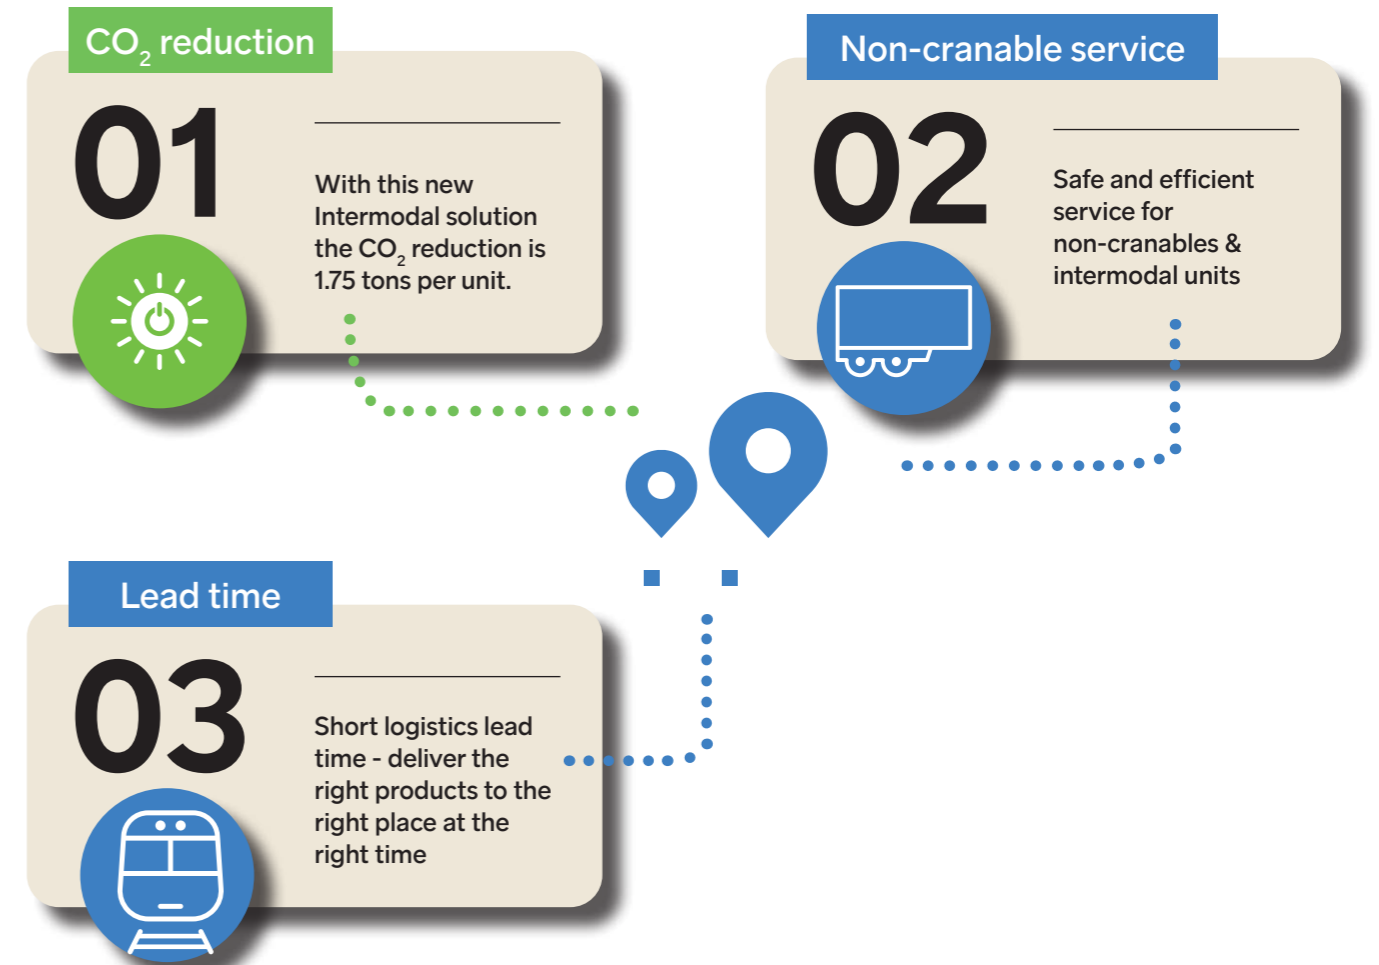 CO₂ reduction
01
With this new
Intermodal solution
the CO₂ reduction is
1.75 tons per unit.
Non-cranable service
02
Safe and efficient
service for
non-cranables &
intermodal units
Lead time
03
Short logistics lead
time - deliver the
right products to the
right place at the
right time